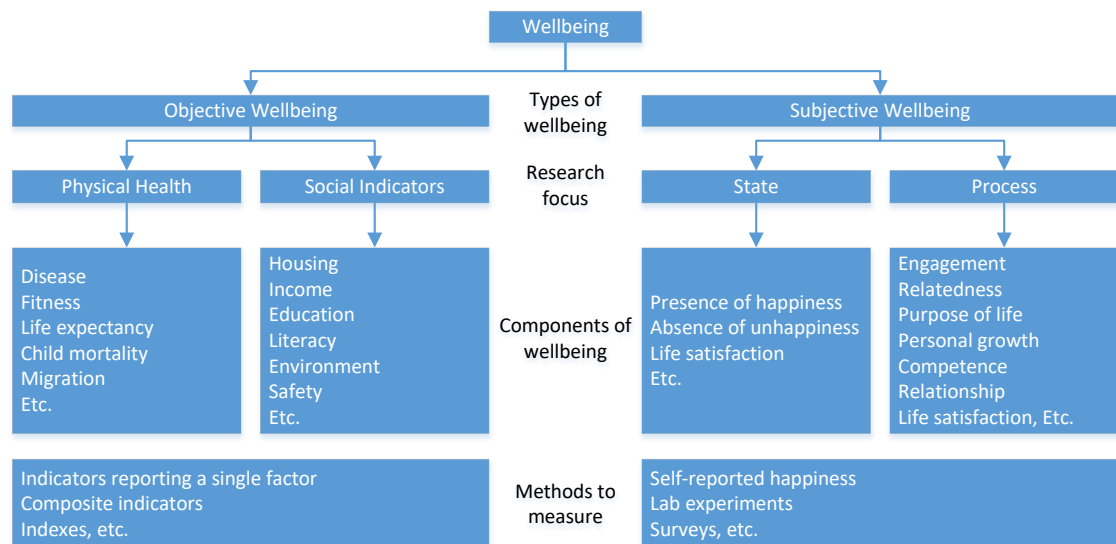 Wellbeing
Objective Wellbeing
Types of
wellbeing
Subjective Wellbeing
Physical Health
Social Indicators
Research
focus
State
Process
Disease
Fitness
Life expectancy
Child mortality
Migration
Etc.
Housing
Income
Education
Literacy
Environment
Safety
Etc.
Components of
wellbeing
Presence of happiness
Absence of unhappiness
Life satisfaction
Etc.
Engagement
Relatedness
Purpose of life
Personal growth
Competence
Relationship
Life satisfaction, Etc.
Indicators reporting a single factor
Composite indicators
Indexes, etc.
Methods to
measure
Self-reported happiness
Lab experiments
Surveys, etc.